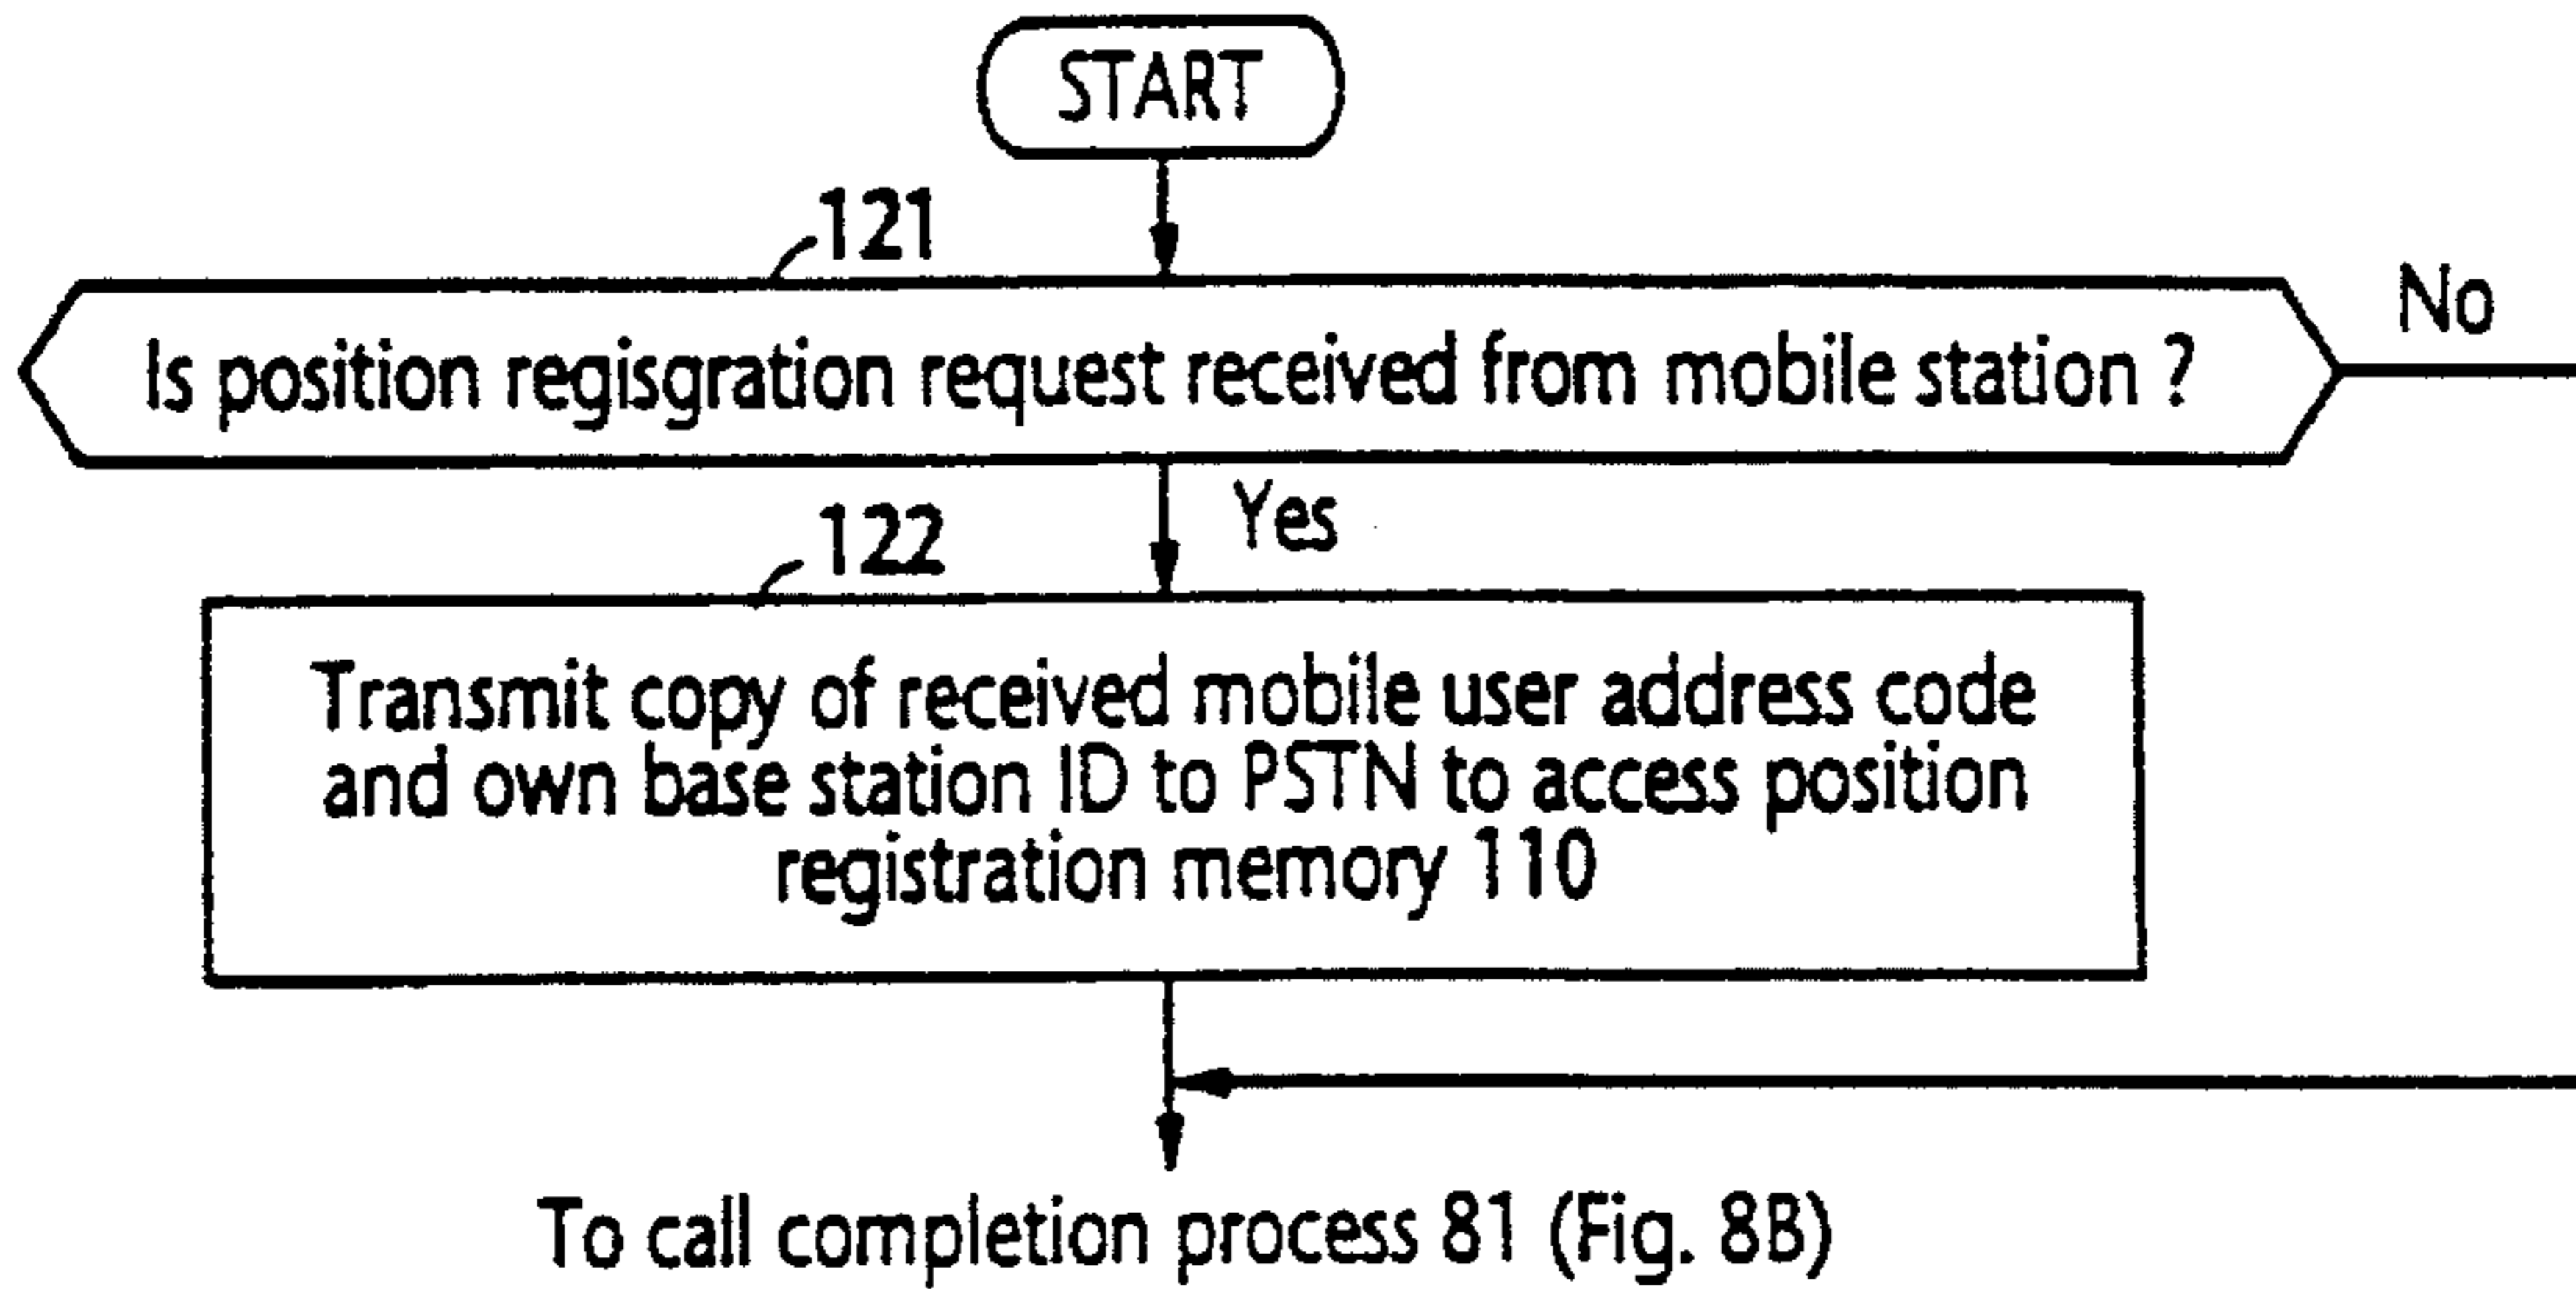 START
121
No
Is position regisgration request received from mobile station ?
Yes
122
Transmit copy of received mobile user address code
and own base station ID to PSTN to access position
registration memory 110
To call completion process 81 (Fig. 8B)